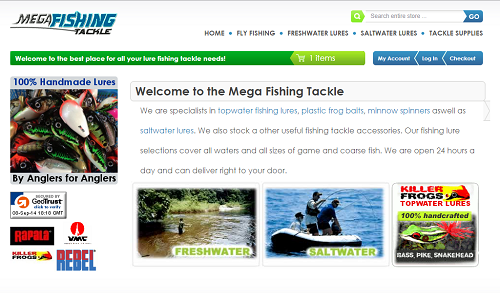 MEGAFISHING
TACKLE
Search entire store ...
GO
HOME • FLY FISHING • FRESHWATER LURES • SALTWATER LURES • TACKLE SUPPLIES
Welcome to the best place for all your lure fishing tackle needs!
1 items
My Account
Log In
Checkout
100% Handmade Lures
By Anglers for Anglers
SECURED BY
GeoTrust
click to verify
08-Sep-14 10:10 GMT
Rapala
VMC
KILLER
FROGS
REBEL
Welcome to the Mega Fishing Tackle
We are specialists in topwater fishing lures, plastic frog baits, minnow spinners aswell as
saltwater lures. We also stock a other useful fishing tackle accessories. Our fishing lure
selections cover all waters and all sizes of game and coarse fish. We are open 24 hours a
day and can deliver right to your door.
FRESHWATER
SALTWATER
KILLER
FROGS
TOPWATER LURES
100% handcrafted
BASS, PIKE, SNAKEHEAD